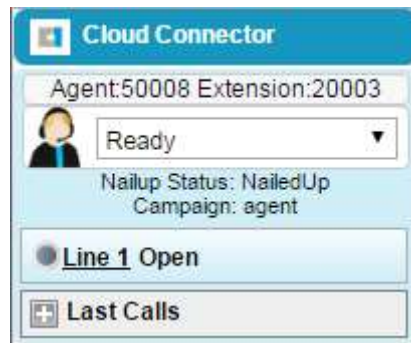 Cloud Connector
Agent:50008 Extension:20003
Ready
Nailup Status: NailedUp
Campaign: agent
Line 1 Open
Last Calls